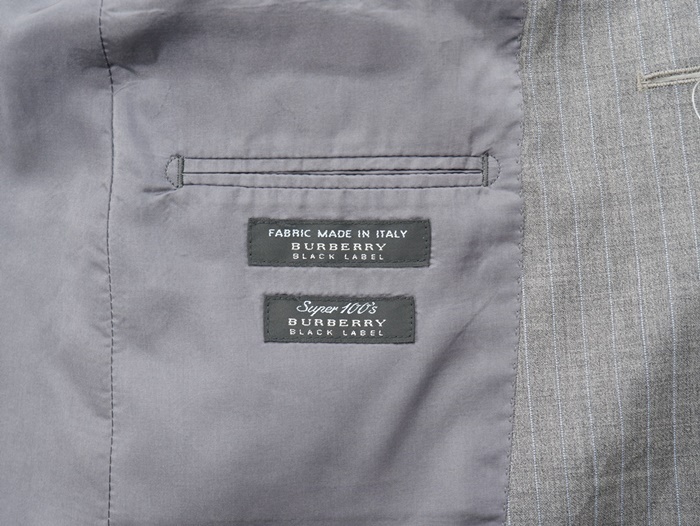 FABRIC MADE IN ITALY
BURBERRY
BLACK LABEL
Super 100's
BURBERRY
BLACK LABEL